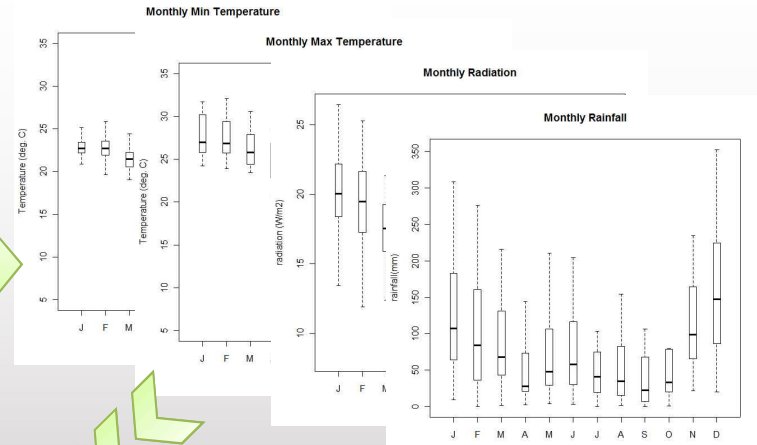 Monthly Min Temperature
Temperature (deg. C)
35
30
25
20
15
10
5
J F M
Monthly Max Temperature
Temperature (deg. C)
35
30
25
20
15
10
5
J F M
Monthly Radiation
radiation (W/m2)
25
20
15
10
J F
Monthly Rainfall
rainfall(mm)
350
300
250
200
150
100
50
0
J F M A M J J A S O N D